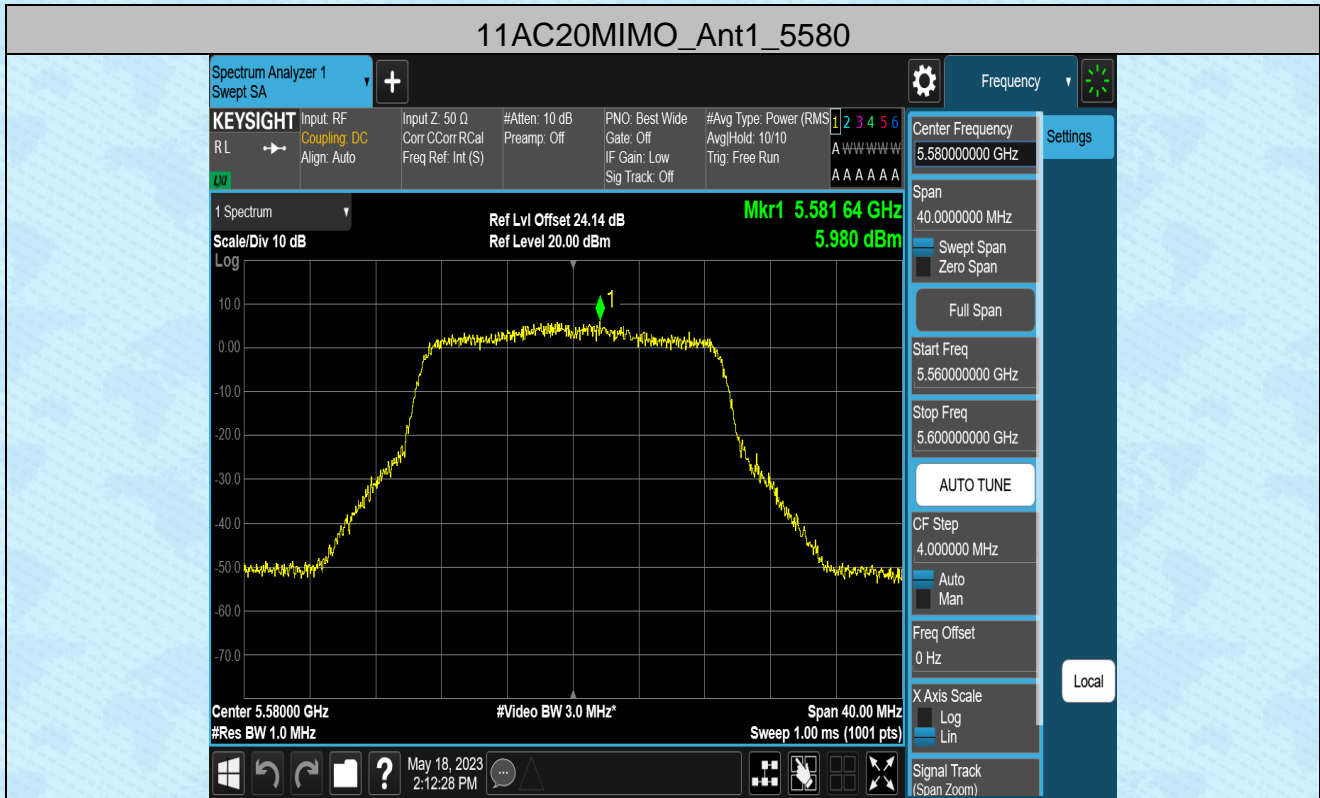 11AC20MIMO_Ant1_5580
Spectrum Analyzer 1
Swept SA
Frequency
KEYSIGHT
R L
LXI
Input: RF
Coupling: DC
Align: Auto
Input Z: 50 Ω
Corr CCorr RCal
Freq Ref: Int (S)
#Atten: 10 dB
Preamp: Off
PNO: Best Wide
Gate: Off
IF Gain: Low
Sig Track: Off
#Avg Type: Power (RMS
Avg|Hold: 10/10
Trig: Free Run
1 2 3 4 5 6
A W W W W W
A A A A A A
1 Spectrum
Scale/Div 10 dB
Ref Lvl Offset 24.14 dB
Ref Level 20.00 dBm
Mkr1 5.581 64 GHz
5.980 dBm
Log
10.0
0.00
-10.0
-20.0
-30.0
-40.0
-50.0
-60.0
-70.0
1
Center 5.58000 GHz
#Res BW 1.0 MHz
#Video BW 3.0 MHz*
Span 40.00 MHz
Sweep 1.00 ms (1001 pts)
Center Frequency
5.580000000 GHz
Span
40.0000000 MHz
Swept Span
Zero Span
Full Span
Start Freq
5.560000000 GHz
Stop Freq
5.600000000 GHz
AUTO TUNE
CF Step
4.000000 MHz
Auto
Man
Freq Offset
0 Hz
X Axis Scale
Log
Lin
Signal Track
(Span Zoom)
Settings
Local
?
May 18, 2023
2:12:28 PM